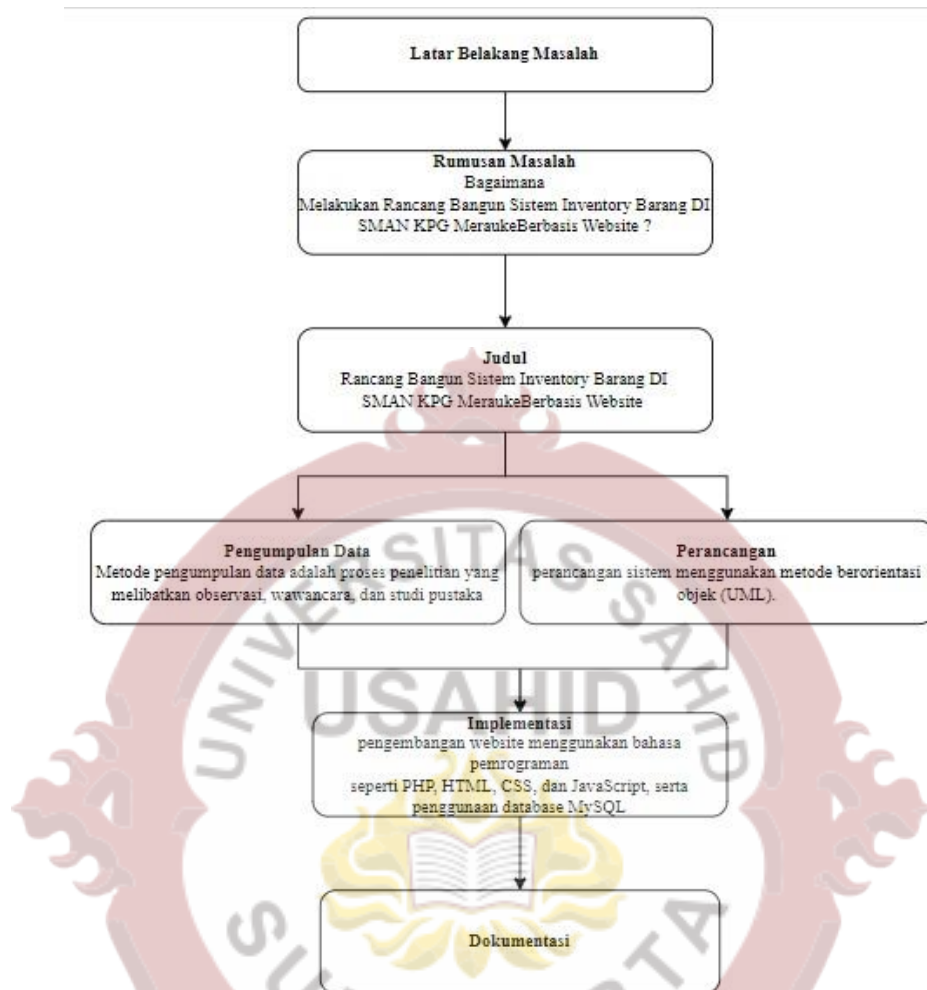 Latar Belakang Masalah
Rumusan Masalah
Bagaimana
Melakukan Rancang Bangun Sistem Inventory Barang DI
SMAN KPG MeraukeBerbasis Website ?
Judul
Rancang Bangun Sistem Inventory Barang DI
SMAN KPG MeraukeBerbasis Website
Pengumpulan Data
Metode pengumpulan data adalah proses penelitian yang
melibatkan observasi, wawancara, dan studi pustaka
Perancangan
perancangan sistem menggunakan metode berorientasi
objek (UML).
Implementasi
pengembangan website menggunakan bahasa
pemrograman
seperti PHP, HTML, CSS, dan JavaScript, serta
penggunaan database MySQL
Dokumentasi
UNIVERSITAS SAHID
USAHID